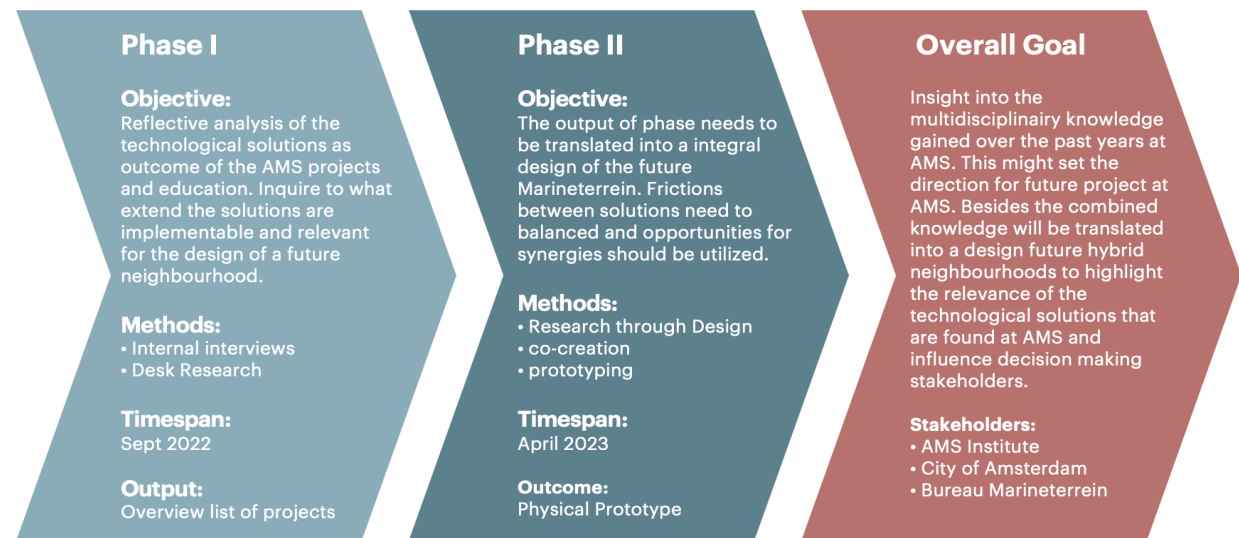 Phase I
Objective:
Reflective analysis of the
technological solutions as
outcome of the AMS projects
and education. Inquire to what
extend the solutions are
implementable and relevant
for the design of a future
neighbourhood.
Methods:
• Internal interviews
• Desk Research
Timespan:
Sept 2022
Output:
Overview list of projects
Phase II
Objective:
The output of phase needs to
be translated into a integral
design of the future
Marineterrein. Frictions
between solutions need to
balanced and opportunities for
synergies should be utilized.
Methods:
• Research through Design
• co-creation
• prototyping
Timespan:
April 2023
Outcome:
Physical Prototype
Overall Goal
Insight into the
multidisciplinairy knowledge
gained over the past years at
AMS. This might set the
direction for future project at
AMS. Besides the combined
knowledge will be translated
into a design future hybrid
neighbourhoods to highlight
the relevance of the
technological solutions that
are found at AMS and
influence decision making
stakeholders.
Stakeholders:
• AMS Institute
• City of Amsterdam
• Bureau Marineterrein